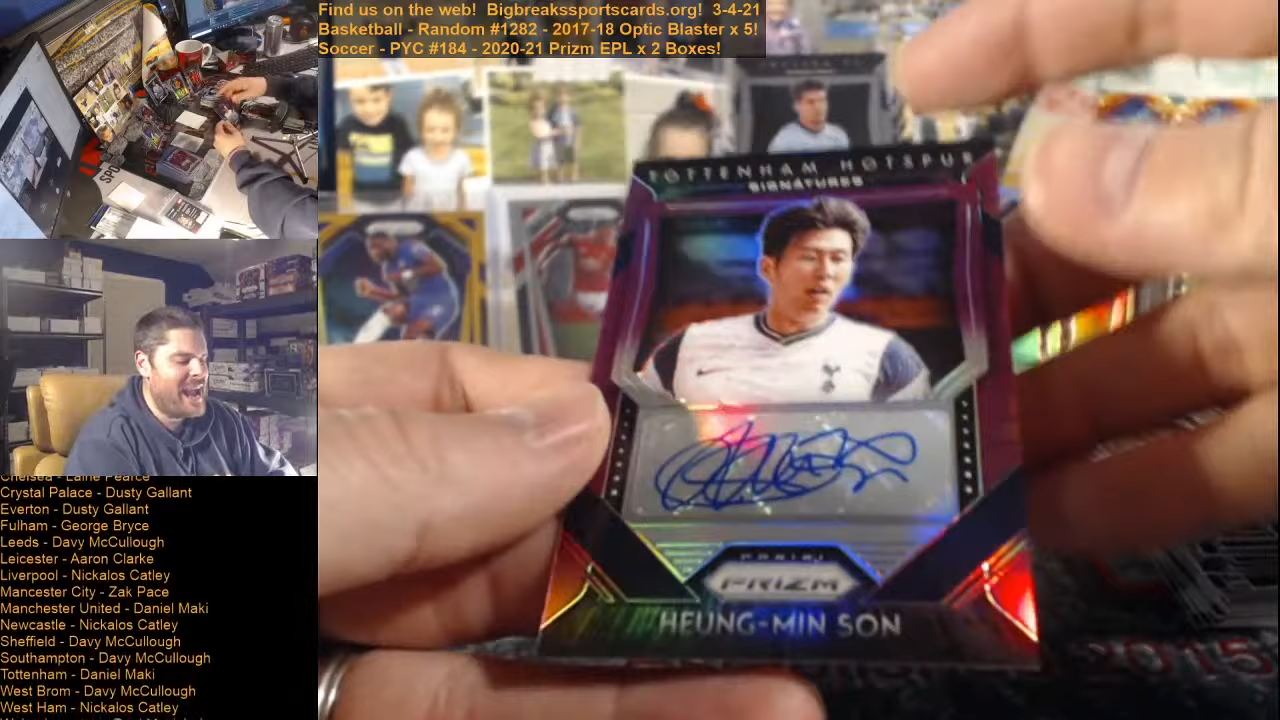 Find us on the web! Bigbreakssportscards.org! 3-4-21
Basketball - Random #1282 - 2017-18 Optic Blaster x 5!
Soccer - PYC #184 - 2020-21 Prizm EPL x 2 Boxes!
TOTTENHAM HOTSPUR
SIGNATURES
PANINI
PRIZM
HEUNG-MIN SON
Chelsea - Laine Pearce
Crystal Palace - Dusty Gallant
Everton - Dusty Gallant
Fulham - George Bryce
Leeds - Davy McCullough
Leicester - Aaron Clarke
Liverpool - Nickalos Catley
Mancester City - Zak Pace
Manchester United - Daniel Maki
Newcastle - Nickalos Catley
Sheffield - Davy McCullough
Southampton - Davy McCullough
Tottenham - Daniel Maki
West Brom - Davy McCullough
West Ham - Nickalos Catley